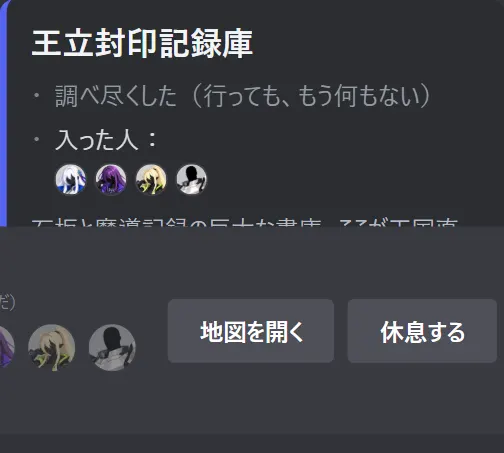 王立封印記録庫
・ 調べ尽くした（行っても、もう何もない）
・ 入った人：
だ）
地図を開く
休息する